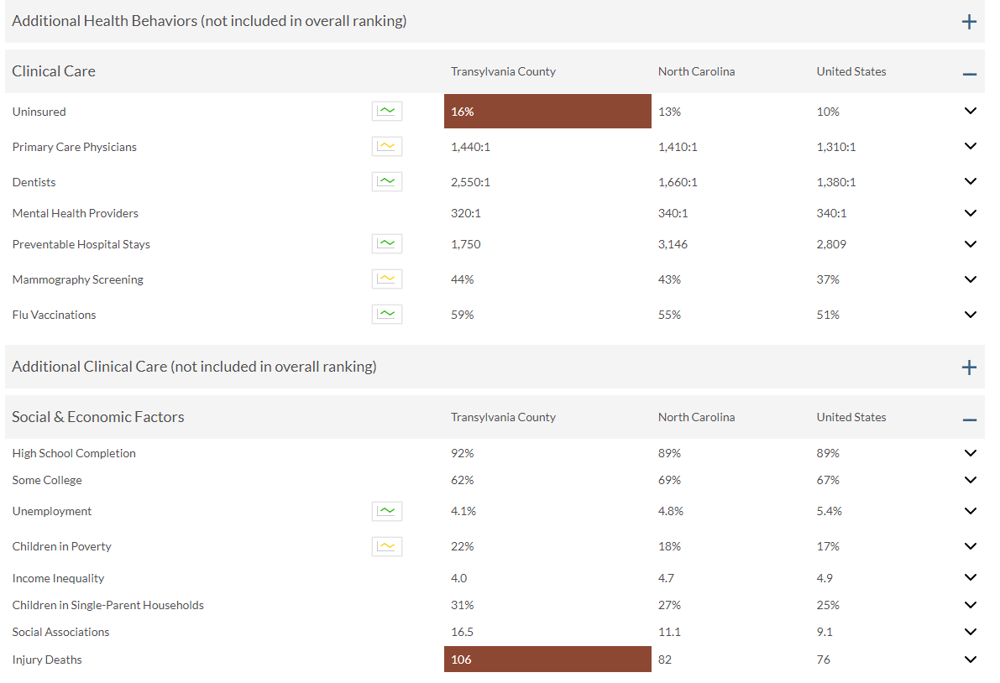 Additional Health Behaviors (not included in overall ranking)
Clinical Care Transylvania County North Carolina United States
Uninsured 16% 13% 10%
Primary Care Physicians 1,440:1 1,410:1 1,310:1
Dentists 2,550:1 1,660:1 1,380:1
Mental Health Providers 320:1 340:1 340:1
Preventable Hospital Stays 1,750 3,146 2,809
Mammography Screening 44% 43% 37%
Flu Vaccinations 59% 55% 51%
Additional Clinical Care (not included in overall ranking)
Social & Economic Factors Transylvania County North Carolina United States
High School Completion 92% 89% 89%
Some College 62% 69% 67%
Unemployment 4.1% 4.8% 5.4%
Children in Poverty 22% 18% 17%
Income Inequality 4.0 4.7 4.9
Children in Single-Parent Households 31% 27% 25%
Social Associations 16.5 11.1 9.1
Injury Deaths 106 82 76